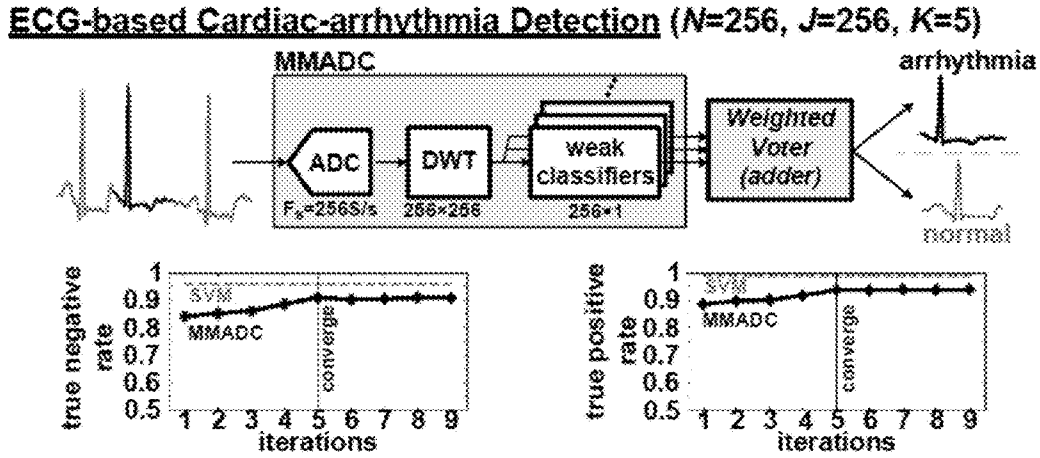 ECG-based Cardiac-arrhythmia Detection (N=256, J=256, K=5)
MMADC
arrhythmia
ADC
DWT
weak
classifiers
Weighted
Voter
(adder)
Fs=256S/s
256×256
256×1
normal
true negative
rate
1
0.9
0.8
0.7
0.6
0.5
SVM
MMADC
converge
1 2 3 4 5 6 7 8 9
iterations
true positive
rate
1
0.9
0.8
0.7
0.6
0.5
SVM
MMADC
converge
1 2 3 4 5 6 7 8 9
iterations